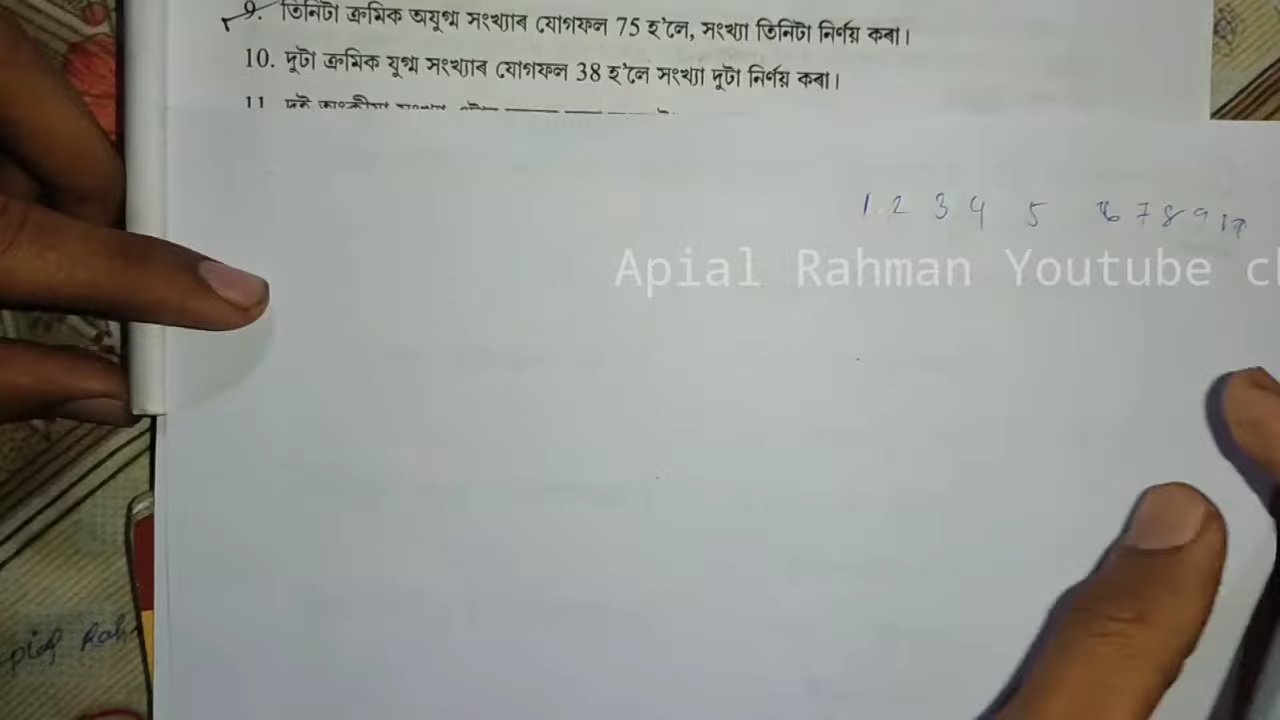 9. তিনিটা ক্ৰমিক অযুগ্ম সংখ্যাৰ যোগফল 75 হ'লে, সংখ্যা তিনিটা নিৰ্ণয় কৰা।
10. দুটা ক্ৰমিক যুগ্ম সংখ্যাৰ যোগফল 38 হ'লে সংখ্যা দুটা নিৰ্ণয় কৰা।
11
1 2 3 4 5 6 7 8 9 10
Apial Rahman Youtube